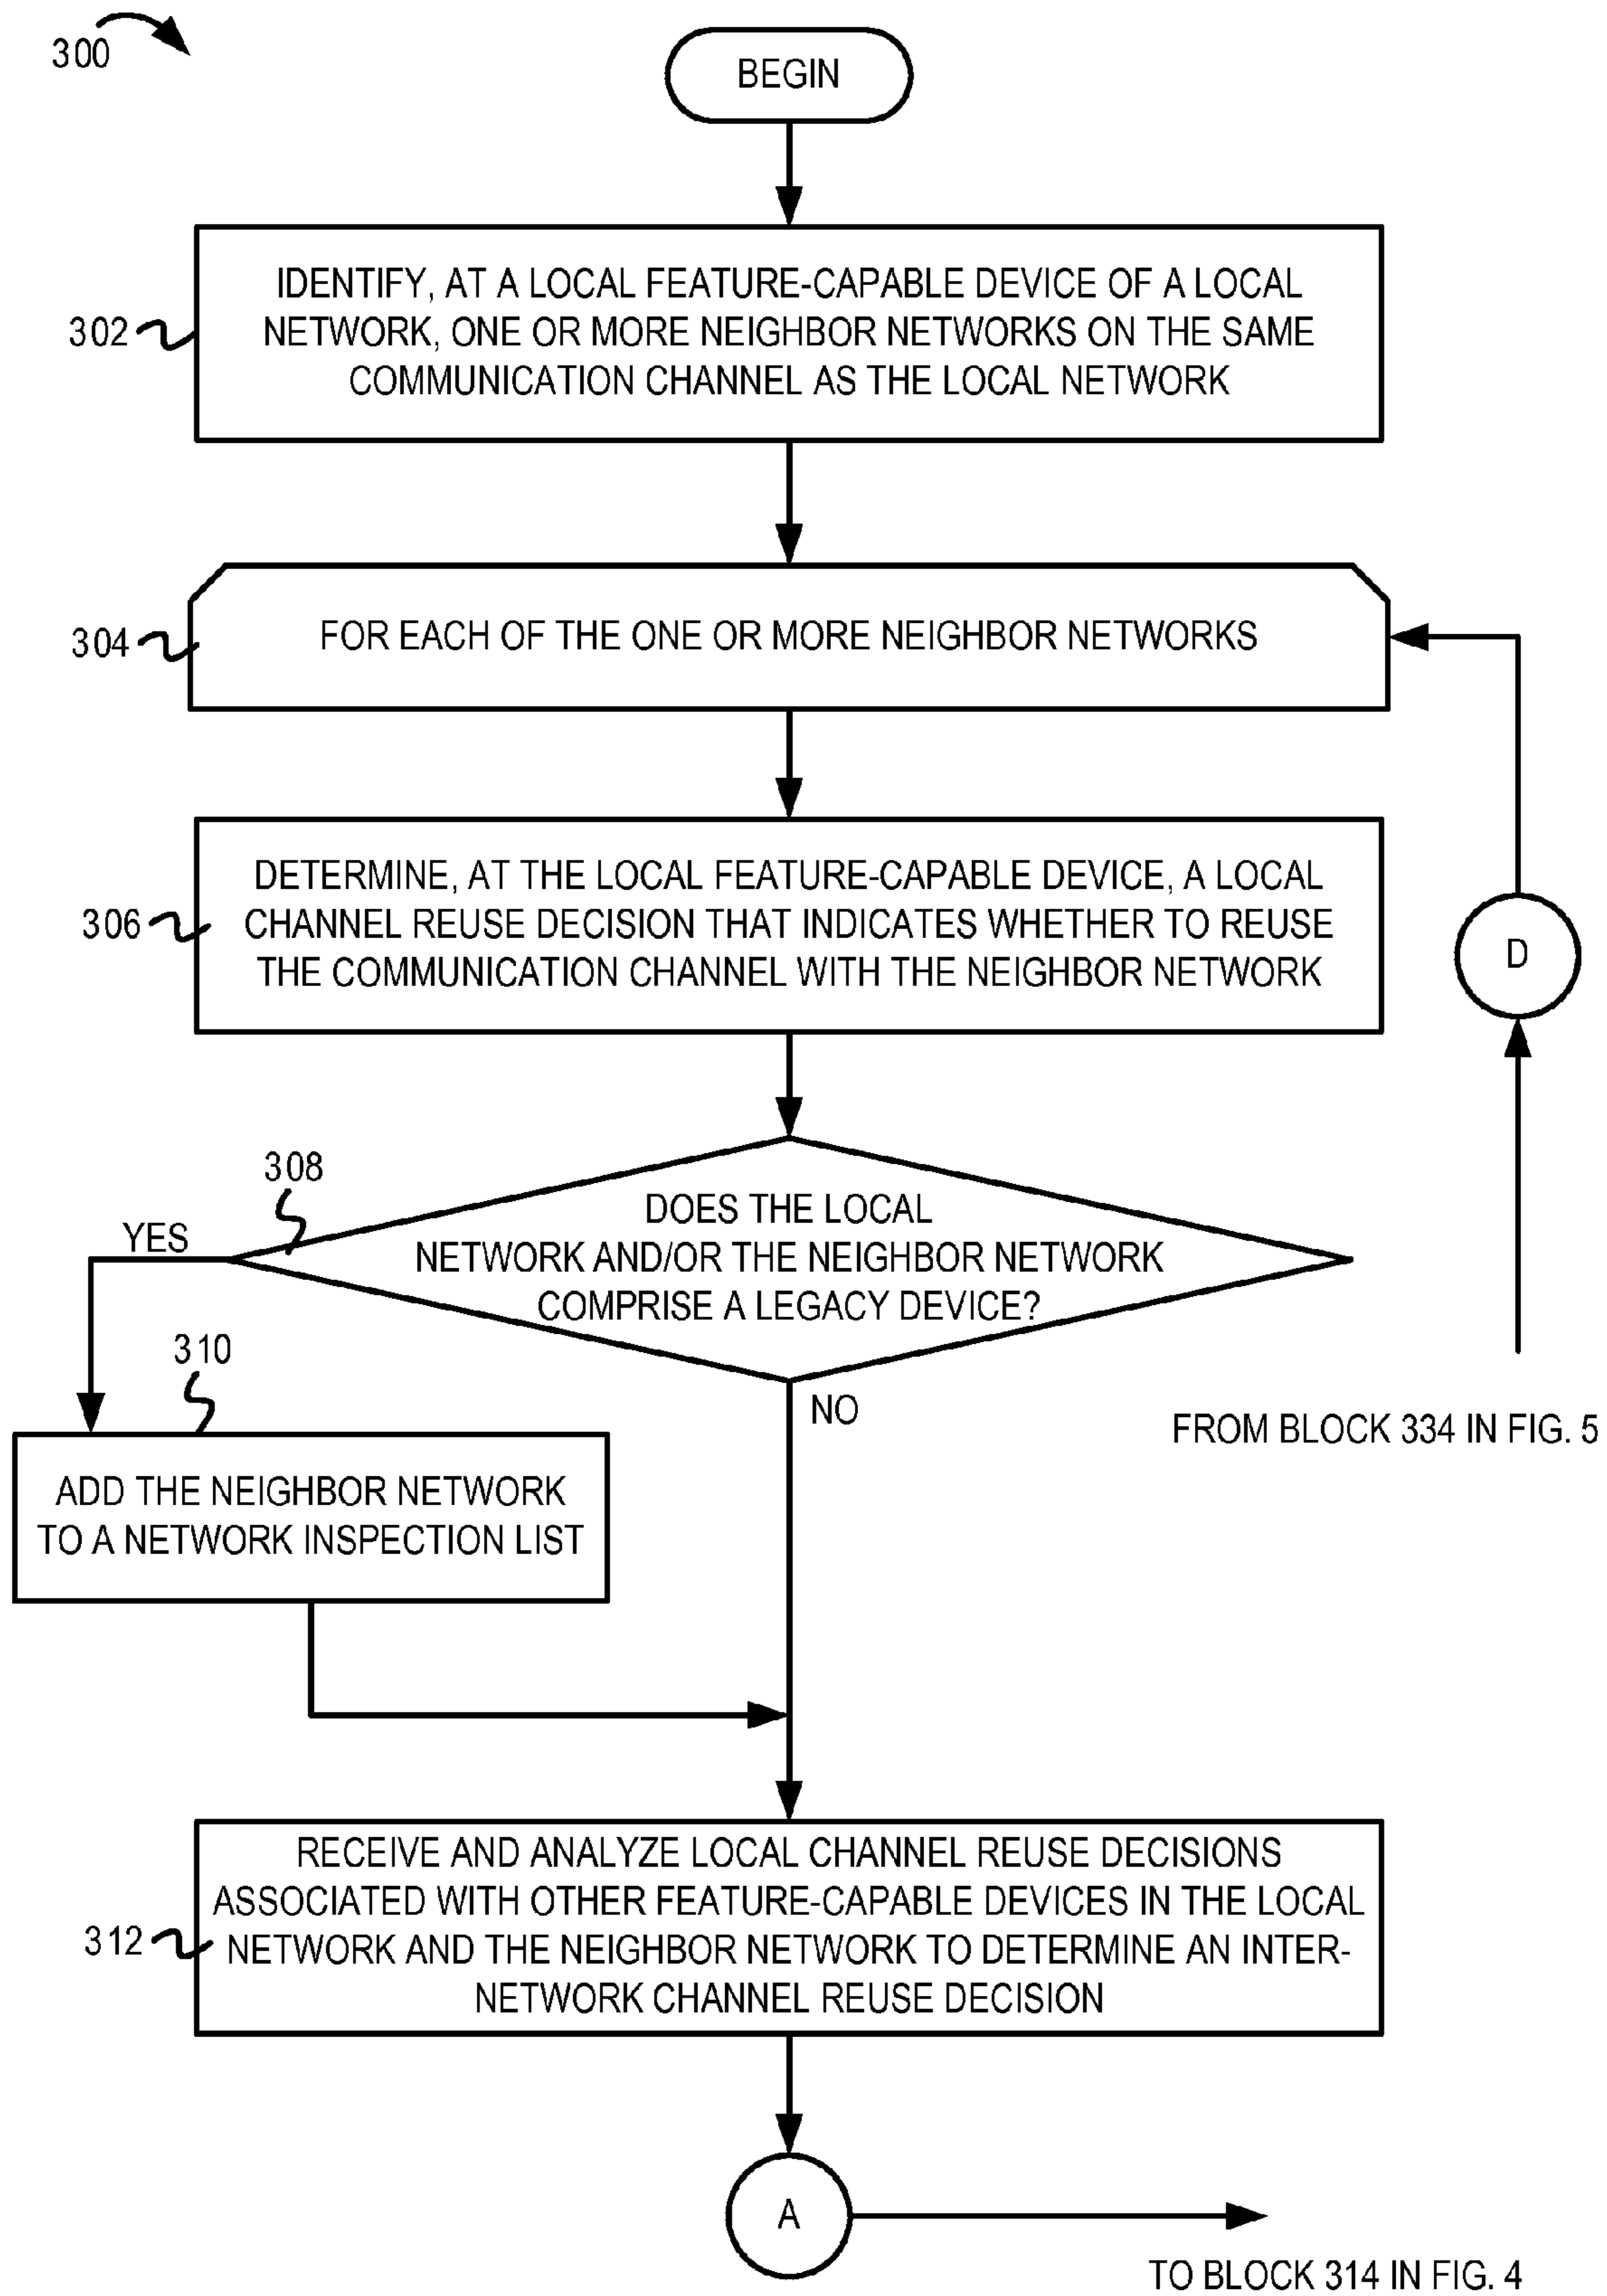 300
BEGIN
IDENTIFY, AT A LOCAL FEATURE-CAPABLE DEVICE OF A LOCAL
NETWORK, ONE OR MORE NEIGHBOR NETWORKS ON THE SAME
COMMUNICATION CHANNEL AS THE LOCAL NETWORK
302
FOR EACH OF THE ONE OR MORE NEIGHBOR NETWORKS
304
DETERMINE, AT THE LOCAL FEATURE-CAPABLE DEVICE, A LOCAL
CHANNEL REUSE DECISION THAT INDICATES WHETHER TO REUSE
THE COMMUNICATION CHANNEL WITH THE NEIGHBOR NETWORK
306
D
308
DOES THE LOCAL
NETWORK AND/OR THE NEIGHBOR NETWORK
COMPRISE A LEGACY DEVICE?
YES
310
NO
FROM BLOCK 334 IN FIG. 5
ADD THE NEIGHBOR NETWORK
TO A NETWORK INSPECTION LIST
RECEIVE AND ANALYZE LOCAL CHANNEL REUSE DECISIONS
ASSOCIATED WITH OTHER FEATURE-CAPABLE DEVICES IN THE LOCAL
NETWORK AND THE NEIGHBOR NETWORK TO DETERMINE AN INTER-
NETWORK CHANNEL REUSE DECISION
312
A
TO BLOCK 314 IN FIG. 4